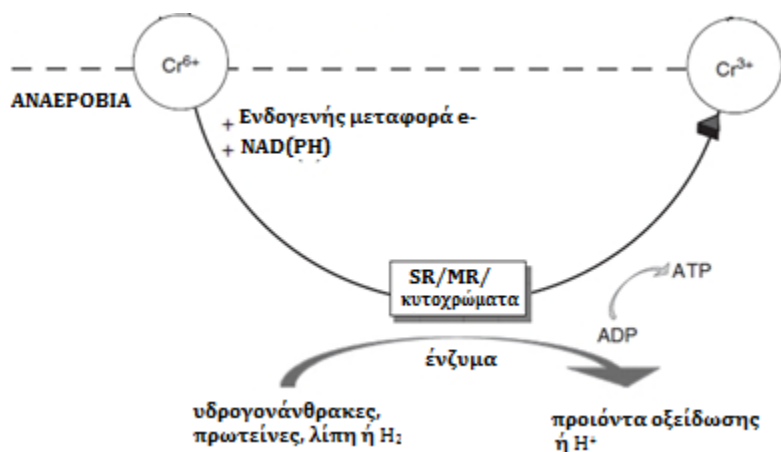 Cr⁶⁺
Cr³⁺
ΑΝΑΕΡΟΒΙΑ
+ Ενδογενής μεταφορά e-
+ NAD(PH)
SR/MR/
κυτοχρώματα
ATP
ADP
ένζυμα
υδρογονάνθρακες,
πρωτείνες, λίπη ή H₂
προιόντα οξείδωσης
ή H⁺